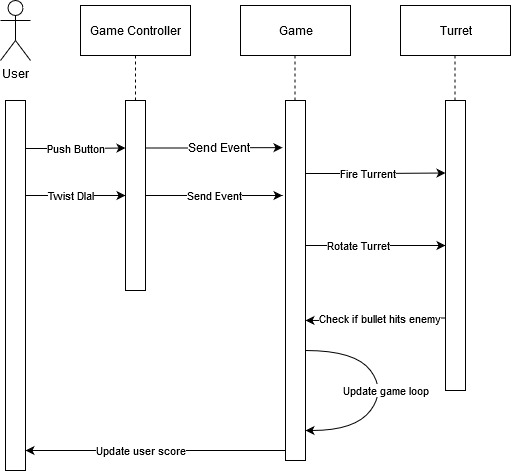 Game Controller
Game
Turret
User
Push Button
Send Event
Fire Turrent
Twist Dial
Send Event
Rotate Turret
Check if bullet hits enemy
Update game loop
Update user score